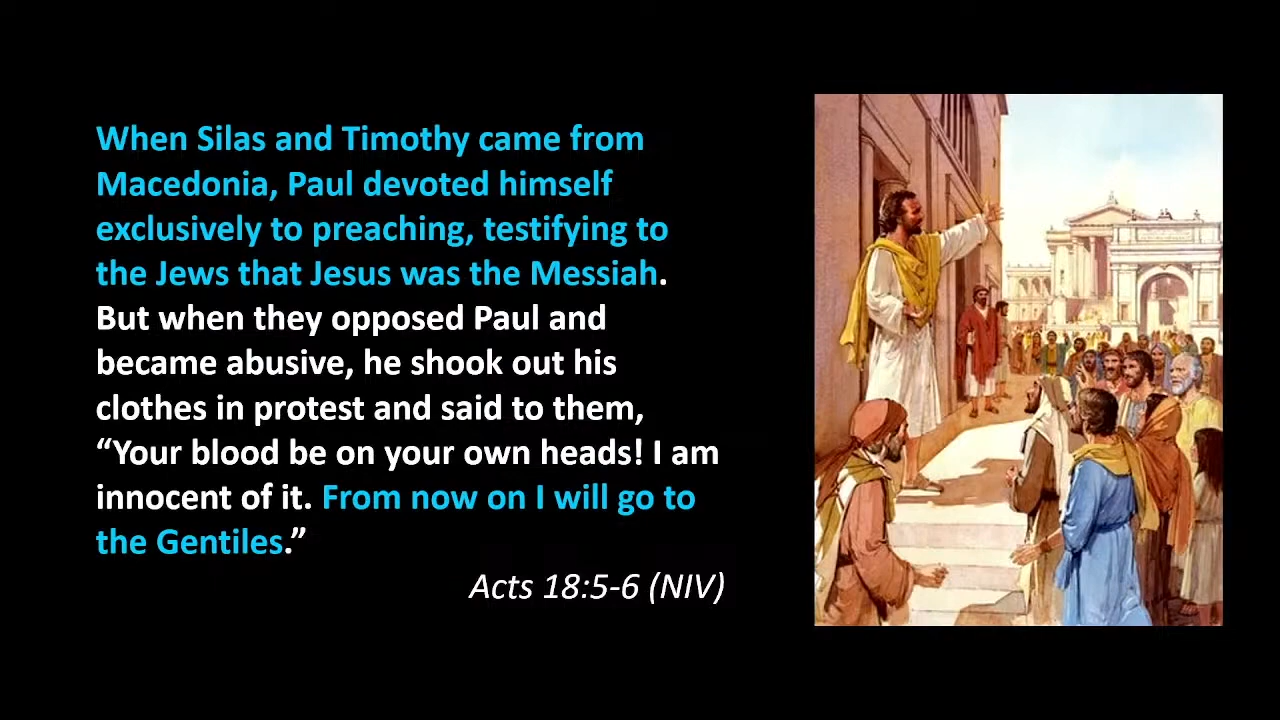 When Silas and Timothy came from
Macedonia, Paul devoted himself
exclusively to preaching, testifying to
the Jews that Jesus was the Messiah.
But when they opposed Paul and
became abusive, he shook out his
clothes in protest and said to them,
“Your blood be on your own heads! I am
innocent of it. From now on I will go to
the Gentiles.”
Acts 18:5-6 (NIV)